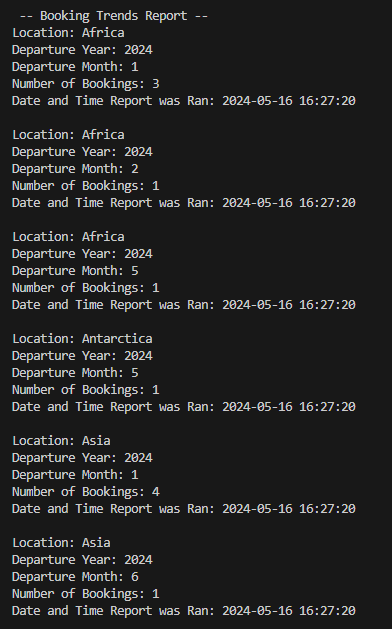 -- Booking Trends Report --
Location: Africa
Departure Year: 2024
Departure Month: 1
Number of Bookings: 3
Date and Time Report was Ran: 2024-05-16 16:27:20

Location: Africa
Departure Year: 2024
Departure Month: 2
Number of Bookings: 1
Date and Time Report was Ran: 2024-05-16 16:27:20

Location: Africa
Departure Year: 2024
Departure Month: 5
Number of Bookings: 1
Date and Time Report was Ran: 2024-05-16 16:27:20

Location: Antarctica
Departure Year: 2024
Departure Month: 5
Number of Bookings: 1
Date and Time Report was Ran: 2024-05-16 16:27:20

Location: Asia
Departure Year: 2024
Departure Month: 1
Number of Bookings: 4
Date and Time Report was Ran: 2024-05-16 16:27:20

Location: Asia
Departure Year: 2024
Departure Month: 6
Number of Bookings: 1
Date and Time Report was Ran: 2024-05-16 16:27:20